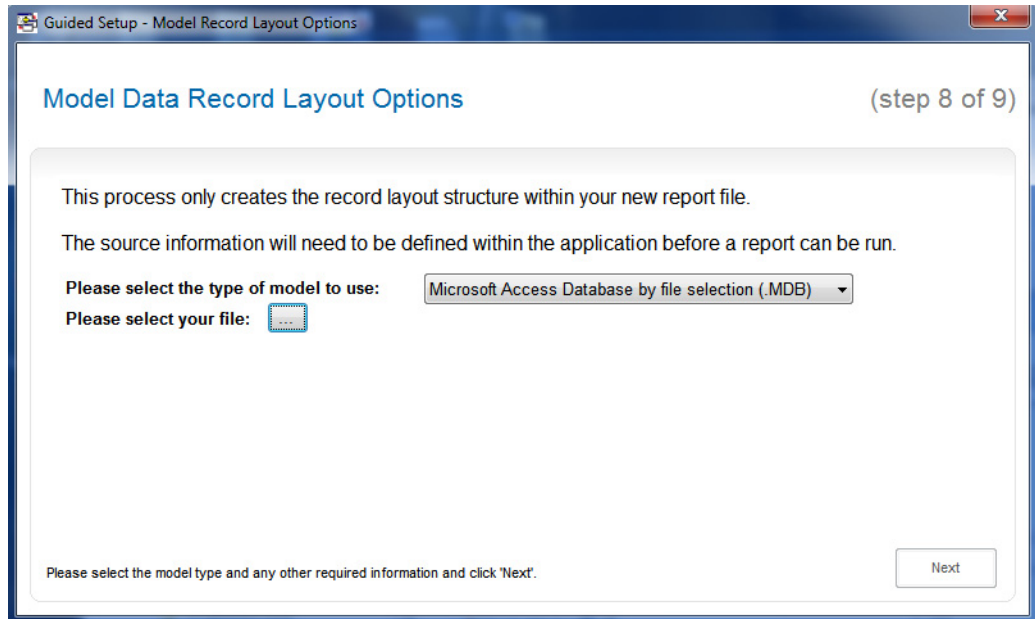 Guided Setup - Model Record Layout Options
Model Data Record Layout Options (step 8 of 9)
This process only creates the record layout structure within your new report file.
The source information will need to be defined within the application before a report can be run.
Please select the type of model to use: Microsoft Access Database by file selection (.MDB)
Please select your file: ...
Please select the model type and any other required information and click 'Next'. Next